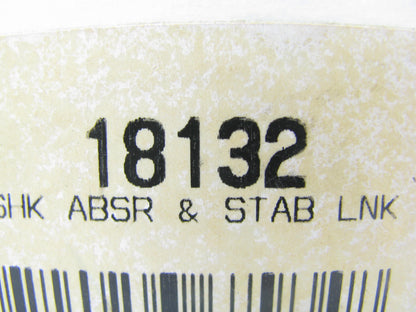 18132
SHK ABSR & STAB LNK